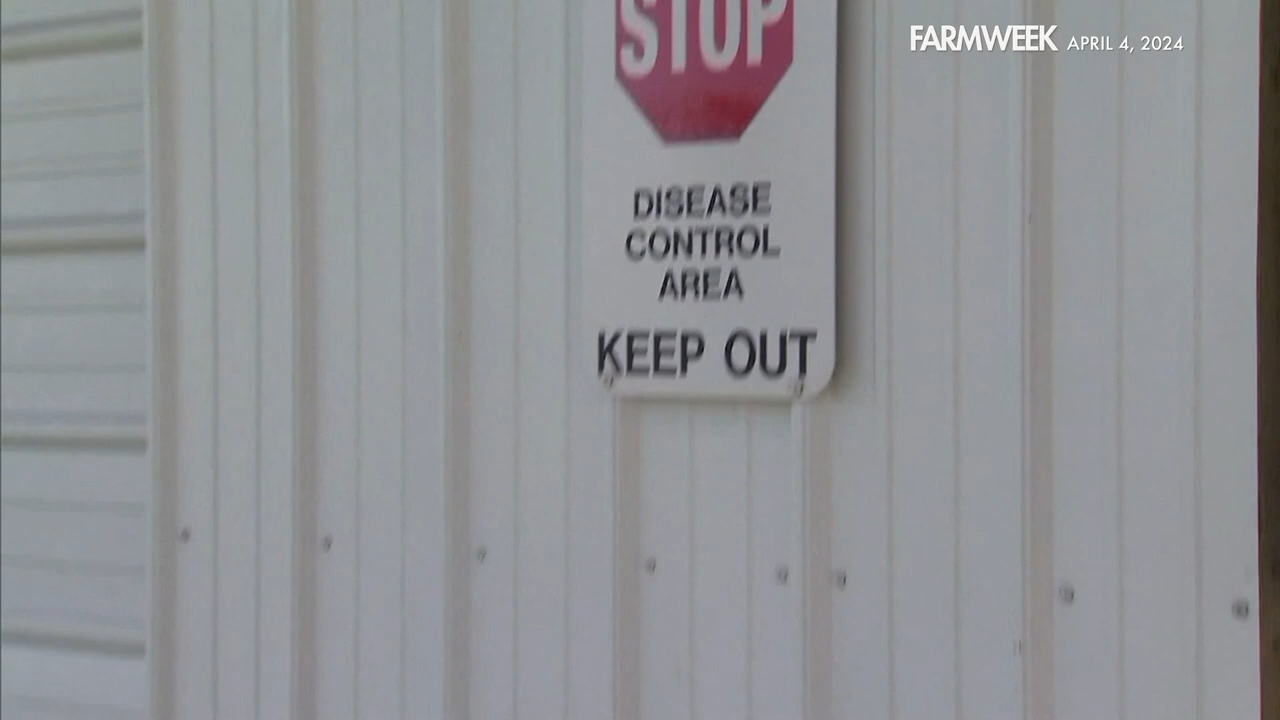 FARMWEEK APRIL 4, 2024
STOP
DISEASE
CONTROL
AREA
KEEP OUT